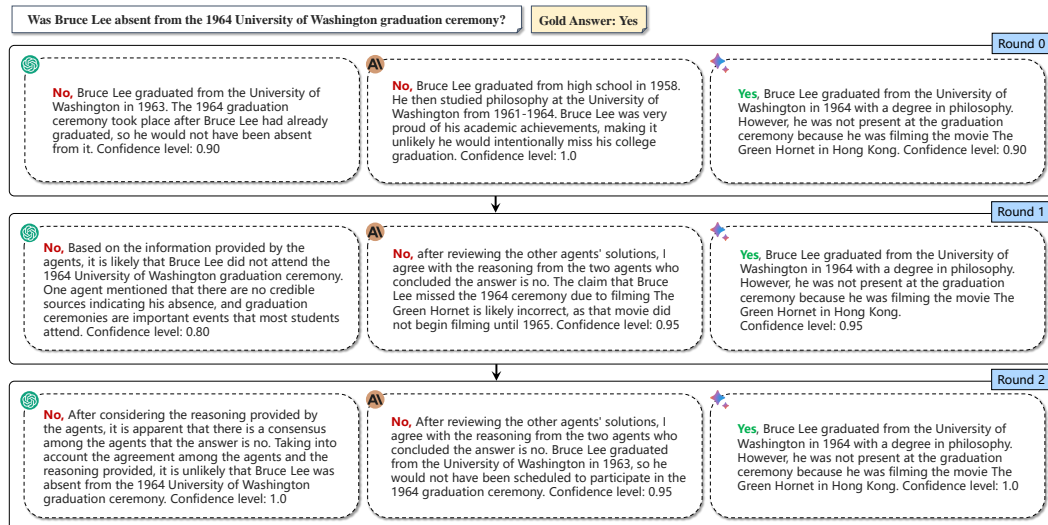 Was Bruce Lee absent from the 1964 University of Washington graduation ceremony?
Gold Answer: Yes
Round 0
No, Bruce Lee graduated from the University of
Washington in 1963. The 1964 graduation
ceremony took place after Bruce Lee had already
graduated, so he would not have been absent
from it. Confidence level: 0.90
No, Bruce Lee graduated from high school in 1958.
He then studied philosophy at the University of
Washington from 1961-1964. Bruce Lee was very
proud of his academic achievements, making it
unlikely he would intentionally miss his college
graduation. Confidence level: 1.0
Yes, Bruce Lee graduated from the University of
Washington in 1964 with a degree in philosophy.
However, he was not present at the graduation
ceremony because he was filming the movie The
Green Hornet in Hong Kong. Confidence level: 0.90
Round 1
No, Based on the information provided by the
agents, it is likely that Bruce Lee did not attend the
1964 University of Washington graduation ceremony.
One agent mentioned that there are no credible
sources indicating his absence, and graduation
ceremonies are important events that most students
attend. Confidence level: 0.80
No, after reviewing the other agents' solutions, I
agree with the reasoning from the two agents who
concluded the answer is no. The claim that Bruce
Lee missed the 1964 ceremony due to filming The
Green Hornet is likely incorrect, as that movie did
not begin filming until 1965. Confidence level: 0.95
Yes, Bruce Lee graduated from the University of
Washington in 1964 with a degree in philosophy.
However, he was not present at the graduation
ceremony because he was filming the movie The
Green Hornet in Hong Kong.
Confidence level: 0.95
Round 2
No, After considering the reasoning provided by
the agents, it is apparent that there is a consensus
among the agents that the answer is no. Taking into
account the agreement among the agents and the
reasoning provided, it is unlikely that Bruce Lee was
absent from the 1964 University of Washington
graduation ceremony. Confidence level: 1.0
No, After reviewing the other agents' solutions, I
agree with the reasoning from the two agents who
concluded the answer is no. Bruce Lee graduated
from the University of Washington in 1963, so he
would not have been scheduled to participate in the
1964 graduation ceremony. Confidence level: 0.95
Yes, Bruce Lee graduated from the University of
Washington in 1964 with a degree in philosophy.
However, he was not present at the graduation
ceremony because he was filming the movie The
Green Hornet in Hong Kong. Confidence level: 1.0